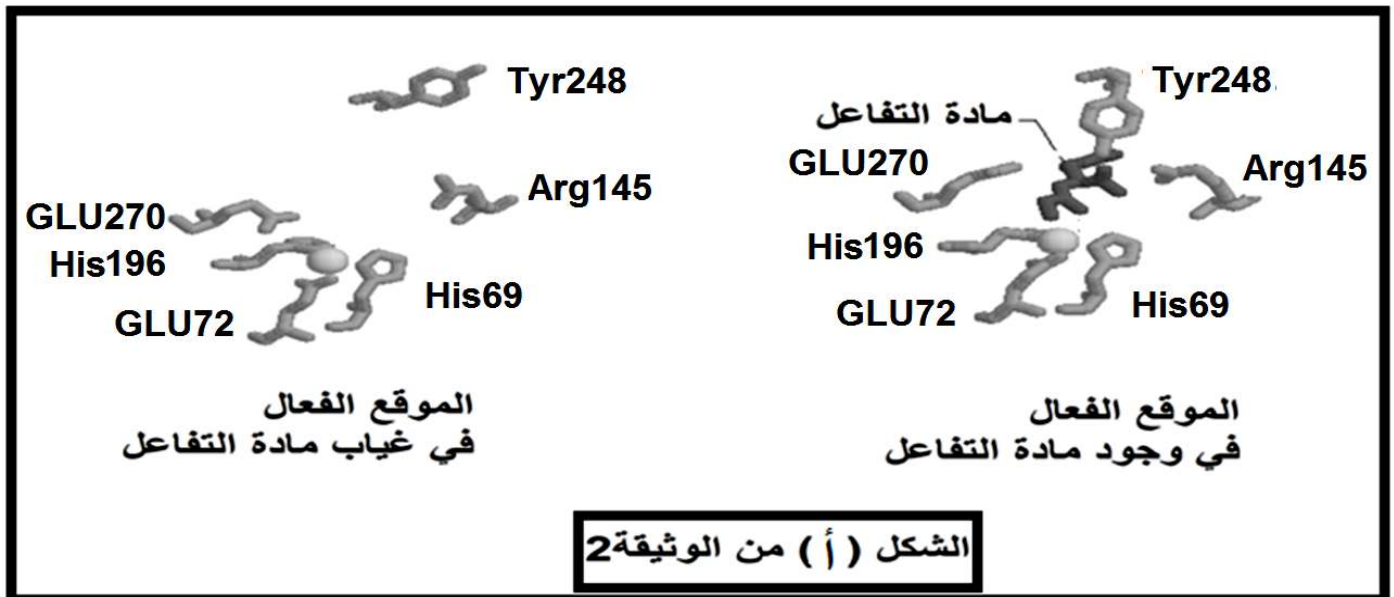 Tyr248
Arg145
GLU270
His196
His69
GLU72
الموقع الفعال
في غياب مادة التفاعل
Tyr248
مادة التفاعل
GLU270
Arg145
His196
His69
GLU72
الموقع الفعال
في وجود مادة التفاعل
الشكل ( أ ) من الوثيقة2